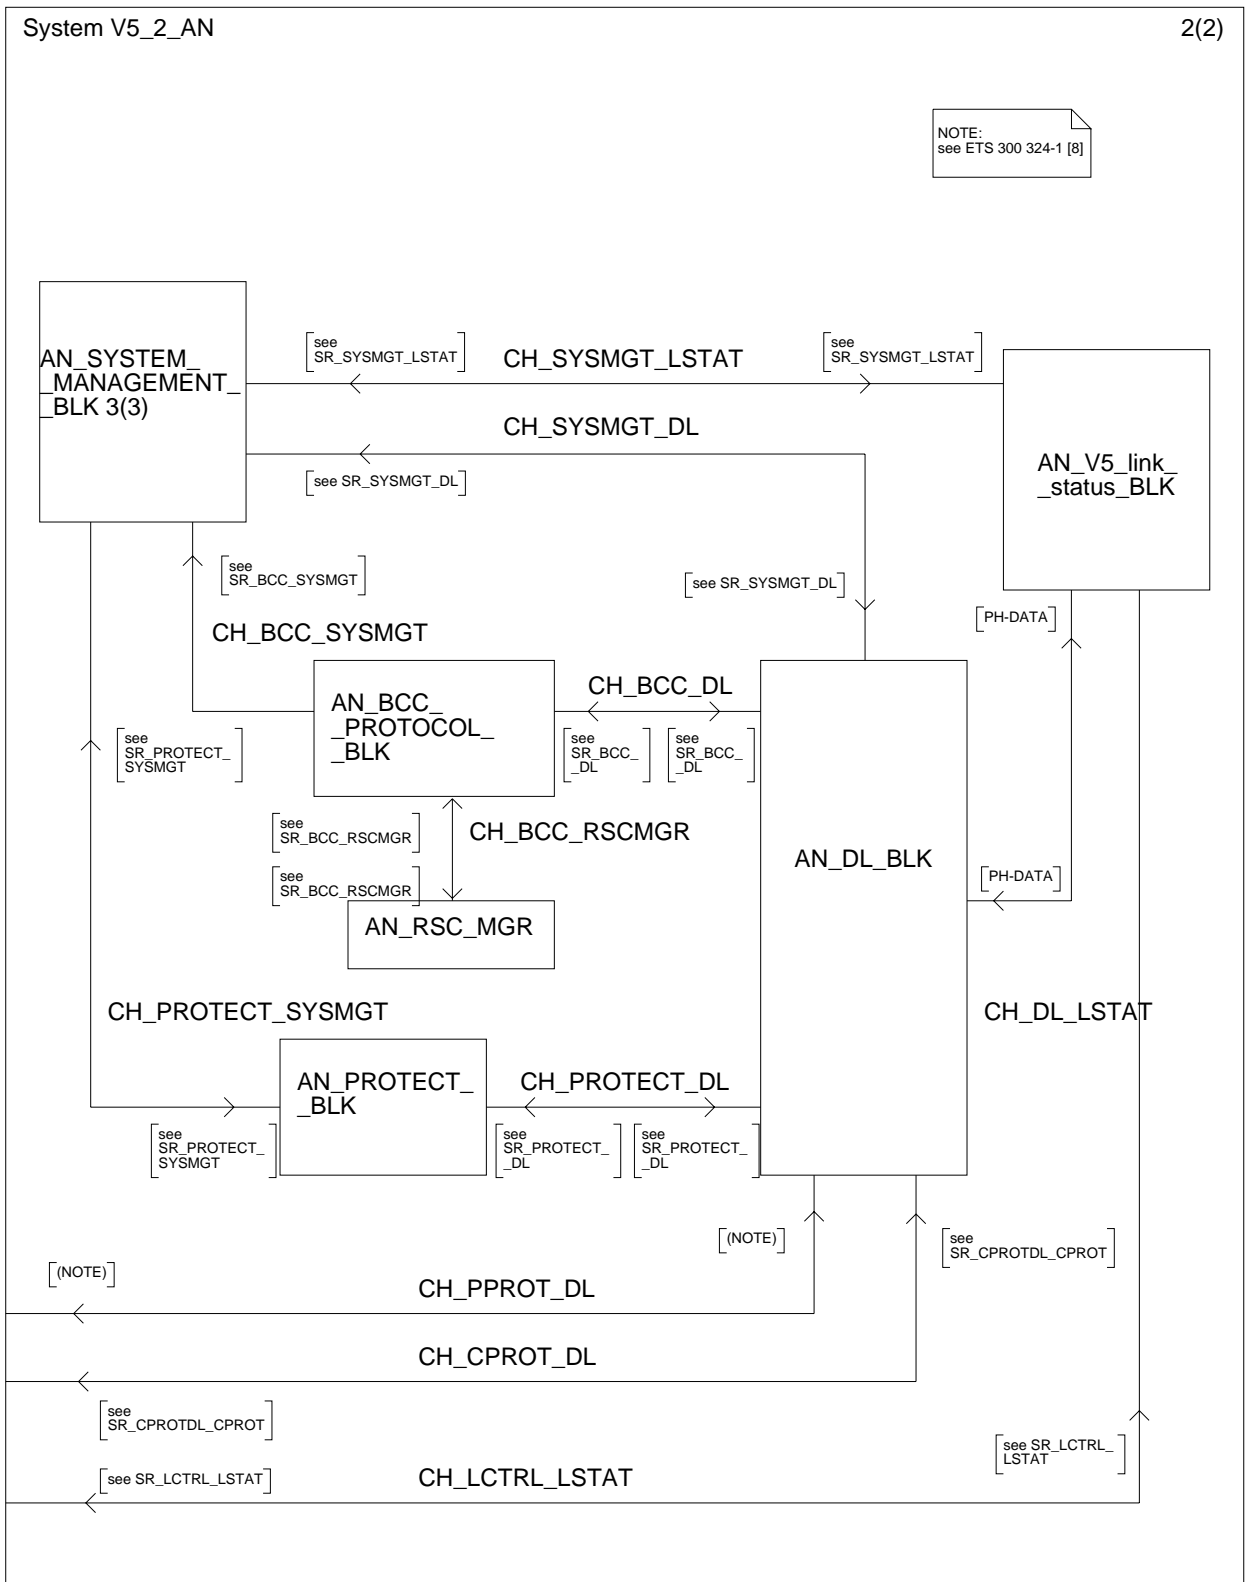 System V5_2_AN
2(2)
NOTE:
see ETS 300 324-1 [8]
AN_SYSTEM_
_MANAGEMENT_
_BLK 3(3)
see
SR_SYSMGT_LSTAT
CH_SYSMGT_LSTAT
see
SR_SYSMGT_LSTAT
CH_SYSMGT_DL
see SR_SYSMGT_DL
AN_V5_link_
_status_BLK
see
SR_BCC_SYSMGT
see SR_SYSMGT_DL
PH-DATA
CH_BCC_SYSMGT
AN_BCC_
_PROTOCOL_
_BLK
CH_BCC_DL
see
SR_PROTECT_
SYSMGT
see
SR_BCC_
_DL
see
SR_BCC_
_DL
see
SR_BCC_RSCMGR
CH_BCC_RSCMGR
see
SR_BCC_RSCMGR
AN_DL_BLK
PH-DATA
AN_RSC_MGR
CH_PROTECT_SYSMGT
CH_DL_LSTAT
AN_PROTECT_
_BLK
CH_PROTECT_DL
see
SR_PROTECT_
SYSMGT
see
SR_PROTECT_
_DL
see
SR_PROTECT_
_DL
(NOTE)
see
SR_CPROTDL_CPROT
(NOTE)
CH_PPROT_DL
CH_CPROT_DL
see
SR_CPROTDL_CPROT
see SR_LCTRL_
LSTAT
see SR_LCTRL_LSTAT
CH_LCTRL_LSTAT